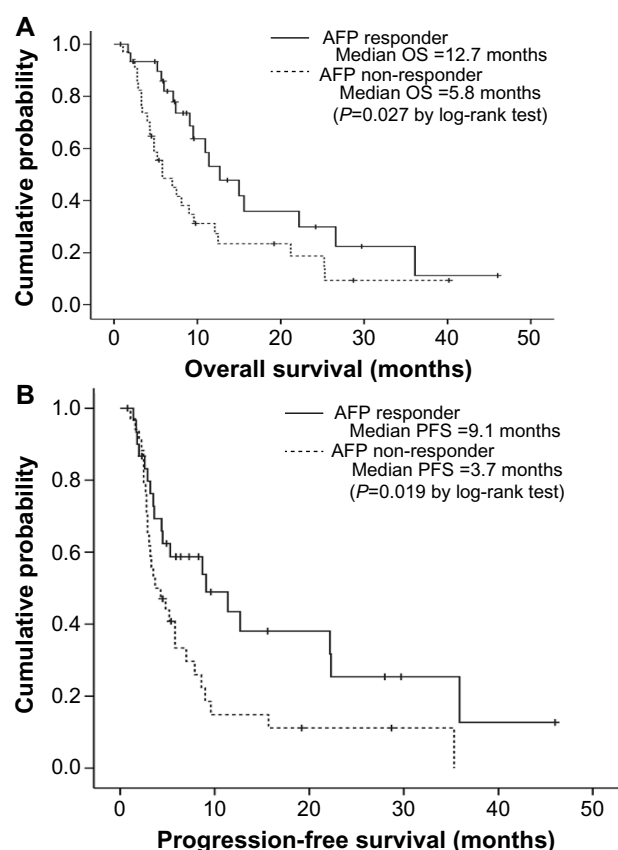 A
1.0
0.8
0.6
0.4
0.2
0.0
Cumulative probability
AFP responder
Median OS =12.7 months
AFP non-responder
Median OS =5.8 months
(P=0.027 by log-rank test)
0 10 20 30 40 50
Overall survival (months)
B
1.0
0.8
0.6
0.4
0.2
0.0
Cumulative probability
AFP responder
Median PFS =9.1 months
AFP non-responder
Median PFS =3.7 months
(P=0.019 by log-rank test)
0 10 20 30 40 50
Progression-free survival (months)